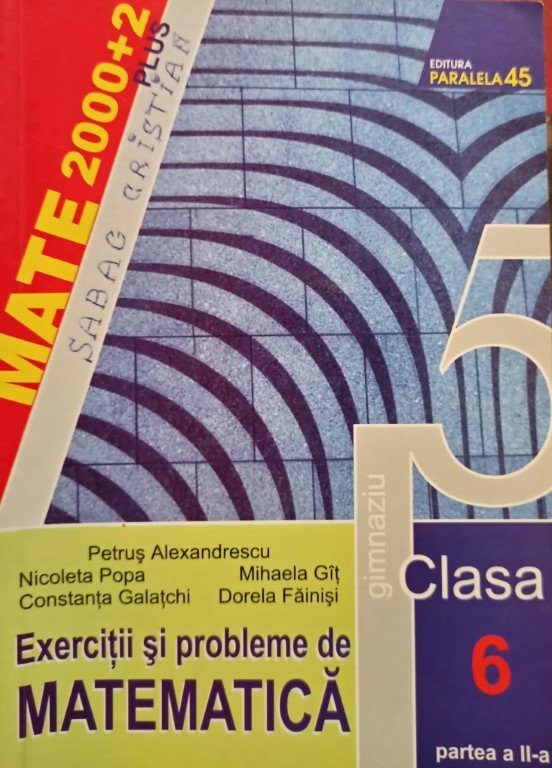 MATE 2000+2
PLUS
SABAG CRISTIAN
EDITURA
PARALELA 45
5
gimnaziu
Petruş Alexandrescu
Nicoleta Popa Mihaela Gîţ
Constanţa Galaţchi Dorela Făinişi
Exerciţii şi probleme de
MATEMATICĂ
Clasa
6
partea a II-a